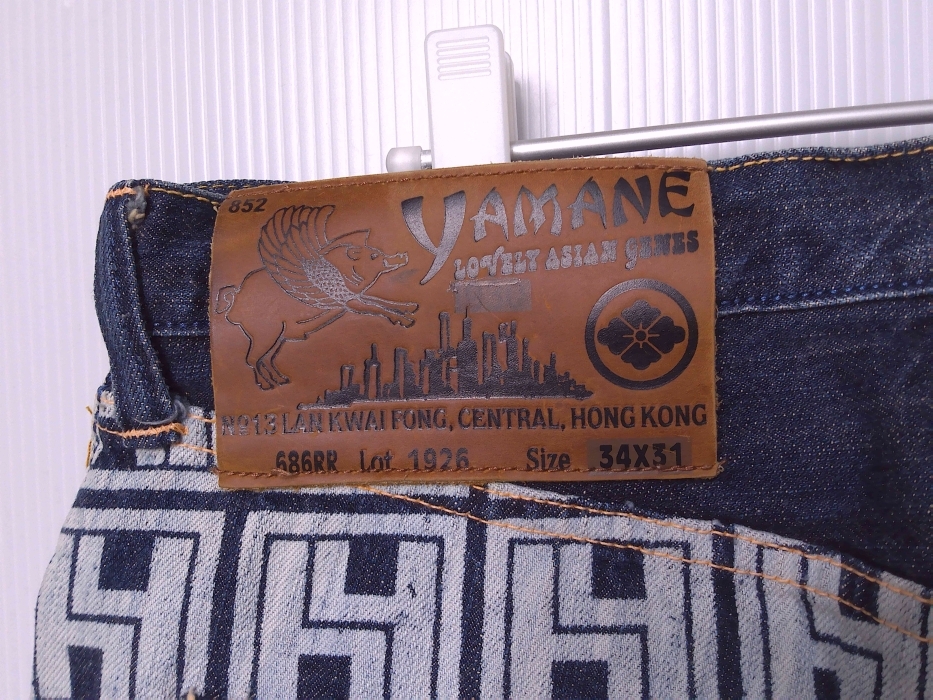 852
YAMANE
LOVELY ASIAN GENES
Nº13 LAN KWAI FONG, CENTRAL, HONG KONG
686RR Lot 1926 Size 34X31